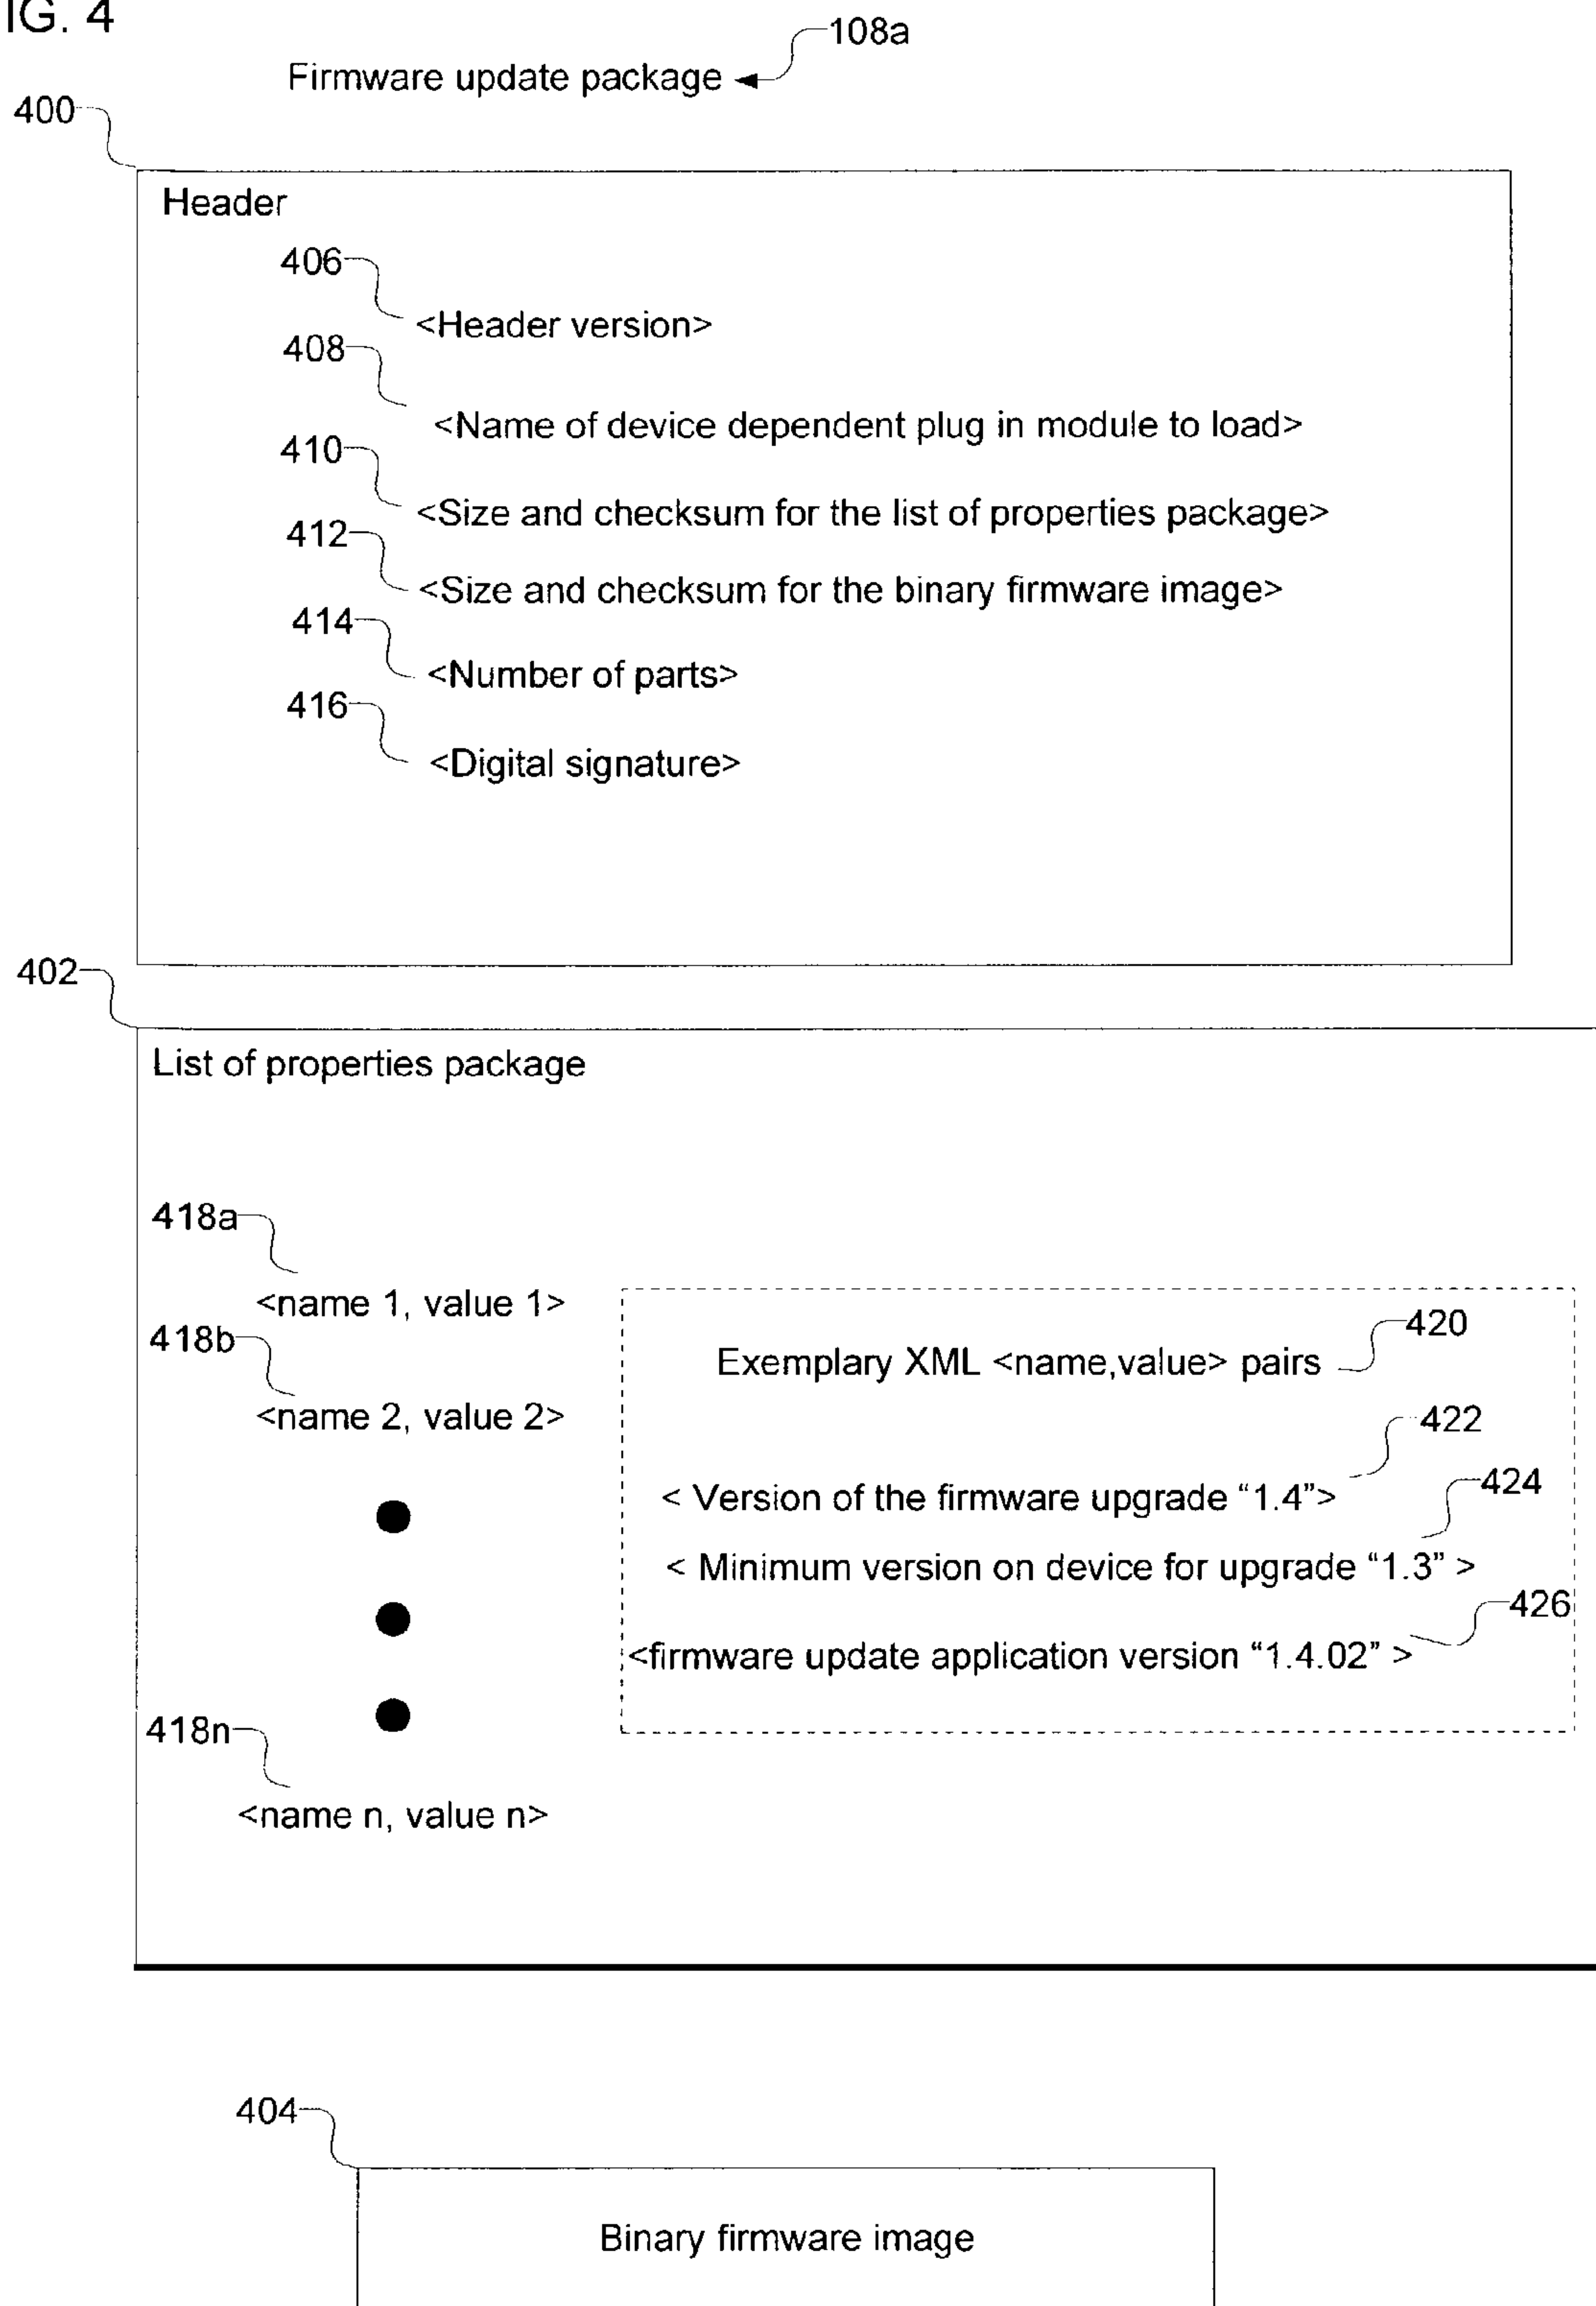 IG. 4
108a
Firmware update package
400
Header
406
<Header version>
408
<Name of device dependent plug in module to load>
410
<Size and checksum for the list of properties package>
412
<Size and checksum for the binary firmware image>
414
<Number of parts>
416
<Digital signature>
402
List of properties package
418a
<name 1, value 1>
418b
<name 2, value 2>
418n
<name n, value n>
420
Exemplary XML <name,value> pairs
422
< Version of the firmware upgrade “1.4”>
424
< Minimum version on device for upgrade “1.3” >
426
<firmware update application version “1.4.02” >
404
Binary firmware image